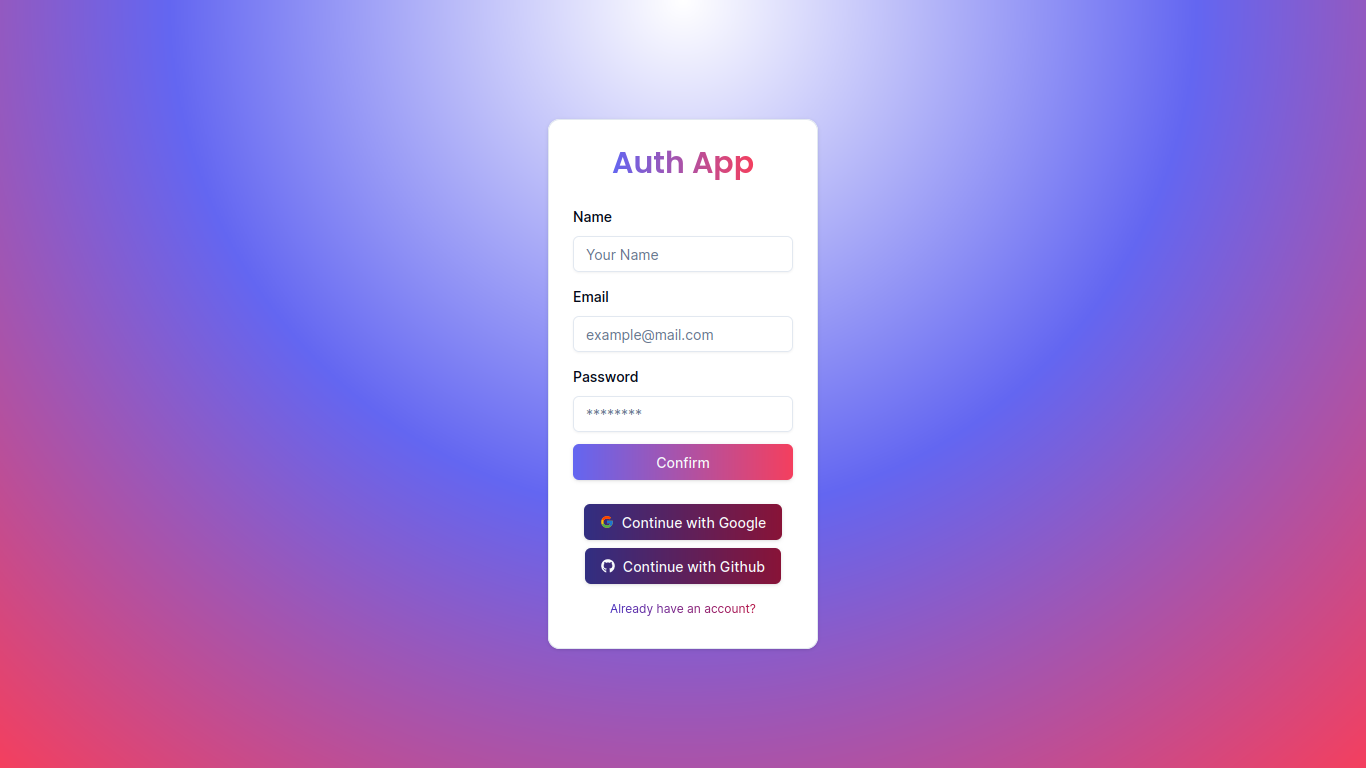 Auth App
Name
Your Name
Email
example@mail.com
Password
********
Confirm
Continue with Google
Continue with Github
Already have an account?